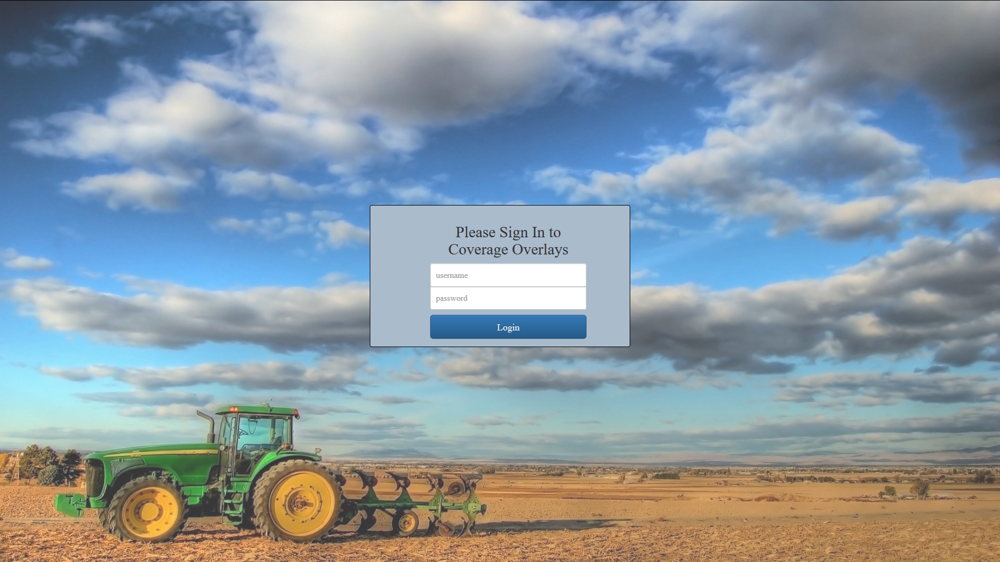 Please Sign In to
Coverage Overlays
username
password
Login